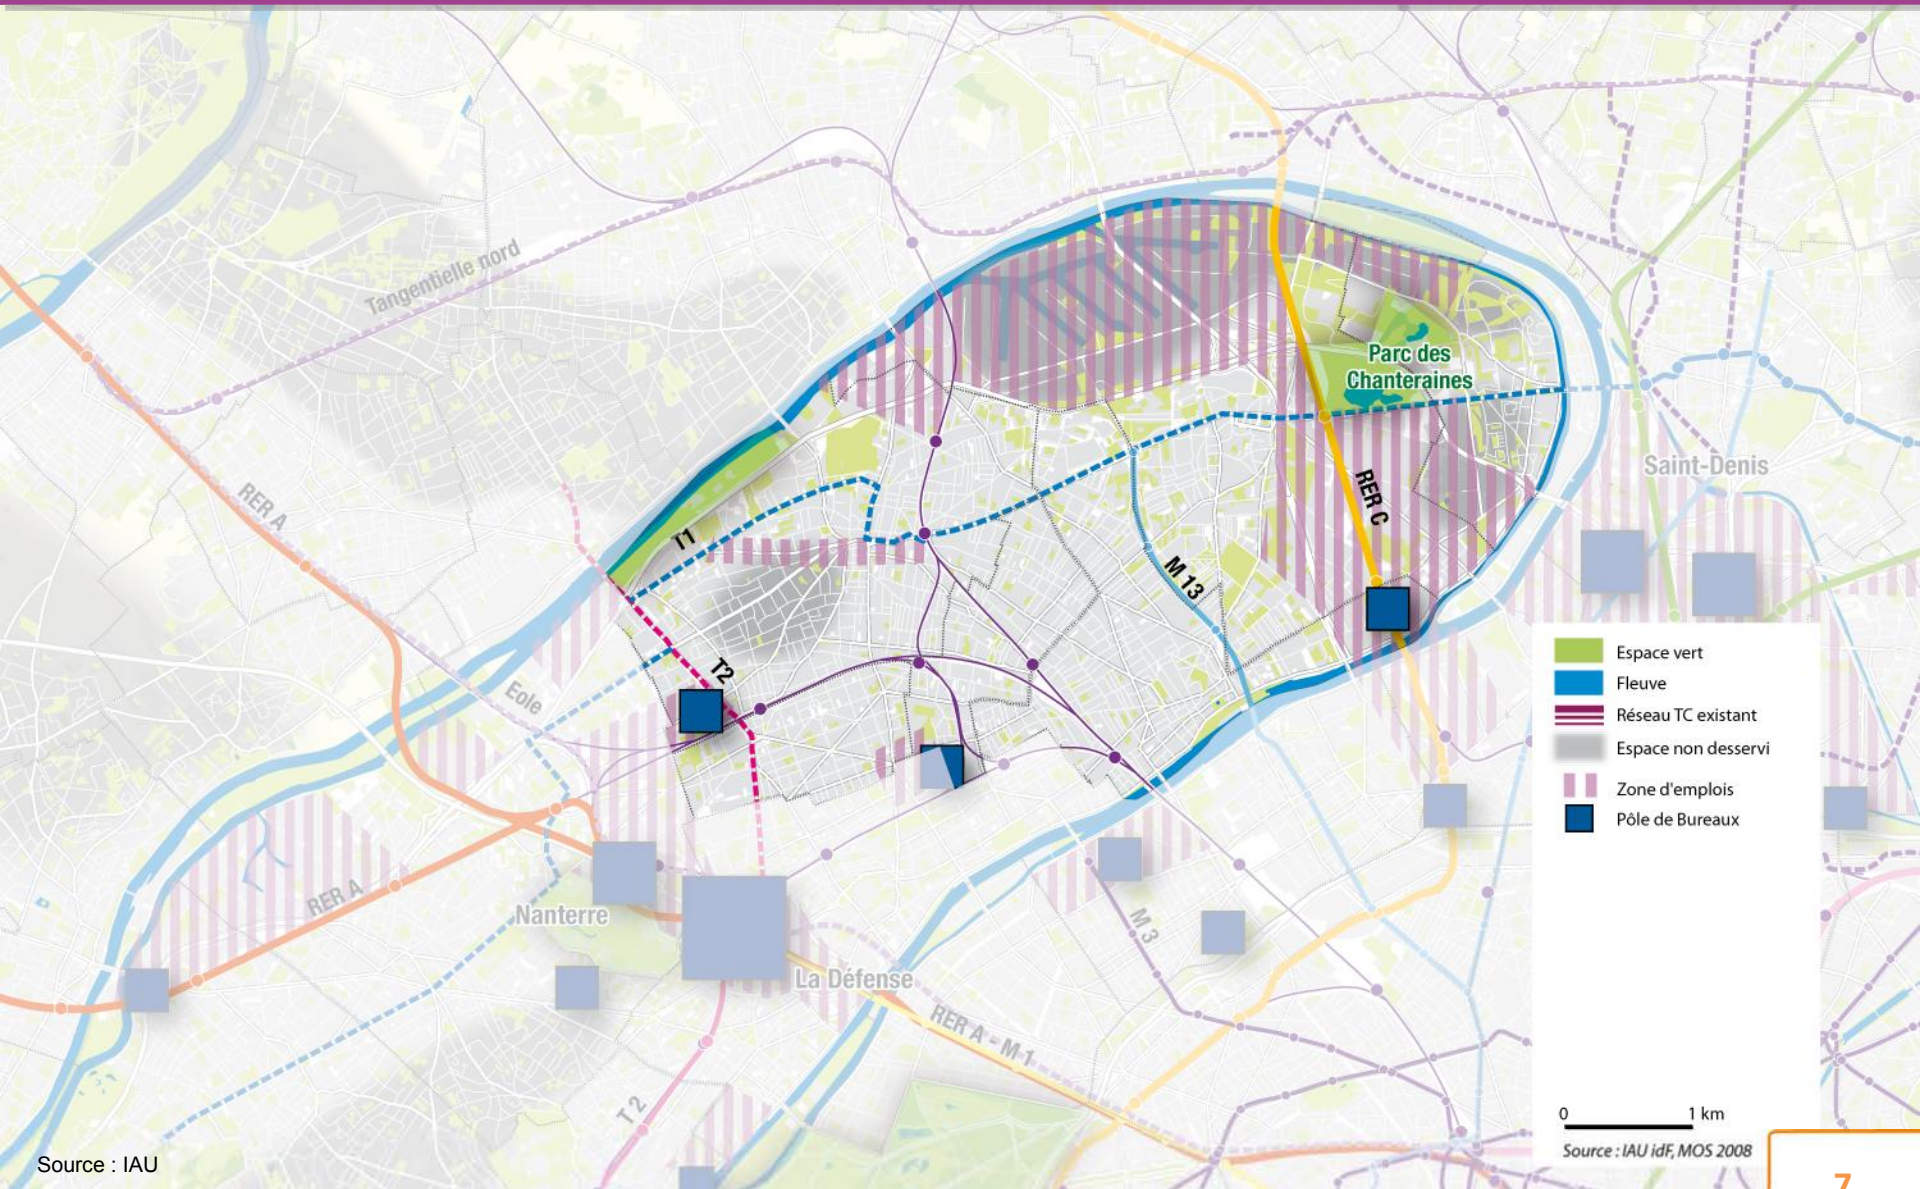 Tangentielle nord
Parc des
Chanteraines
Saint-Denis
RER A
RER C
T1
M 13
T2
Eole
Espace vert
Fleuve
Réseau TC existant
Espace non desservi
Zone d'emplois
Pôle de Bureaux
RER A
Nanterre
M 3
La Défense
RER A - M 1
T 2
0 1 km
Source : IAU idF, MOS 2008
Source : IAU
7